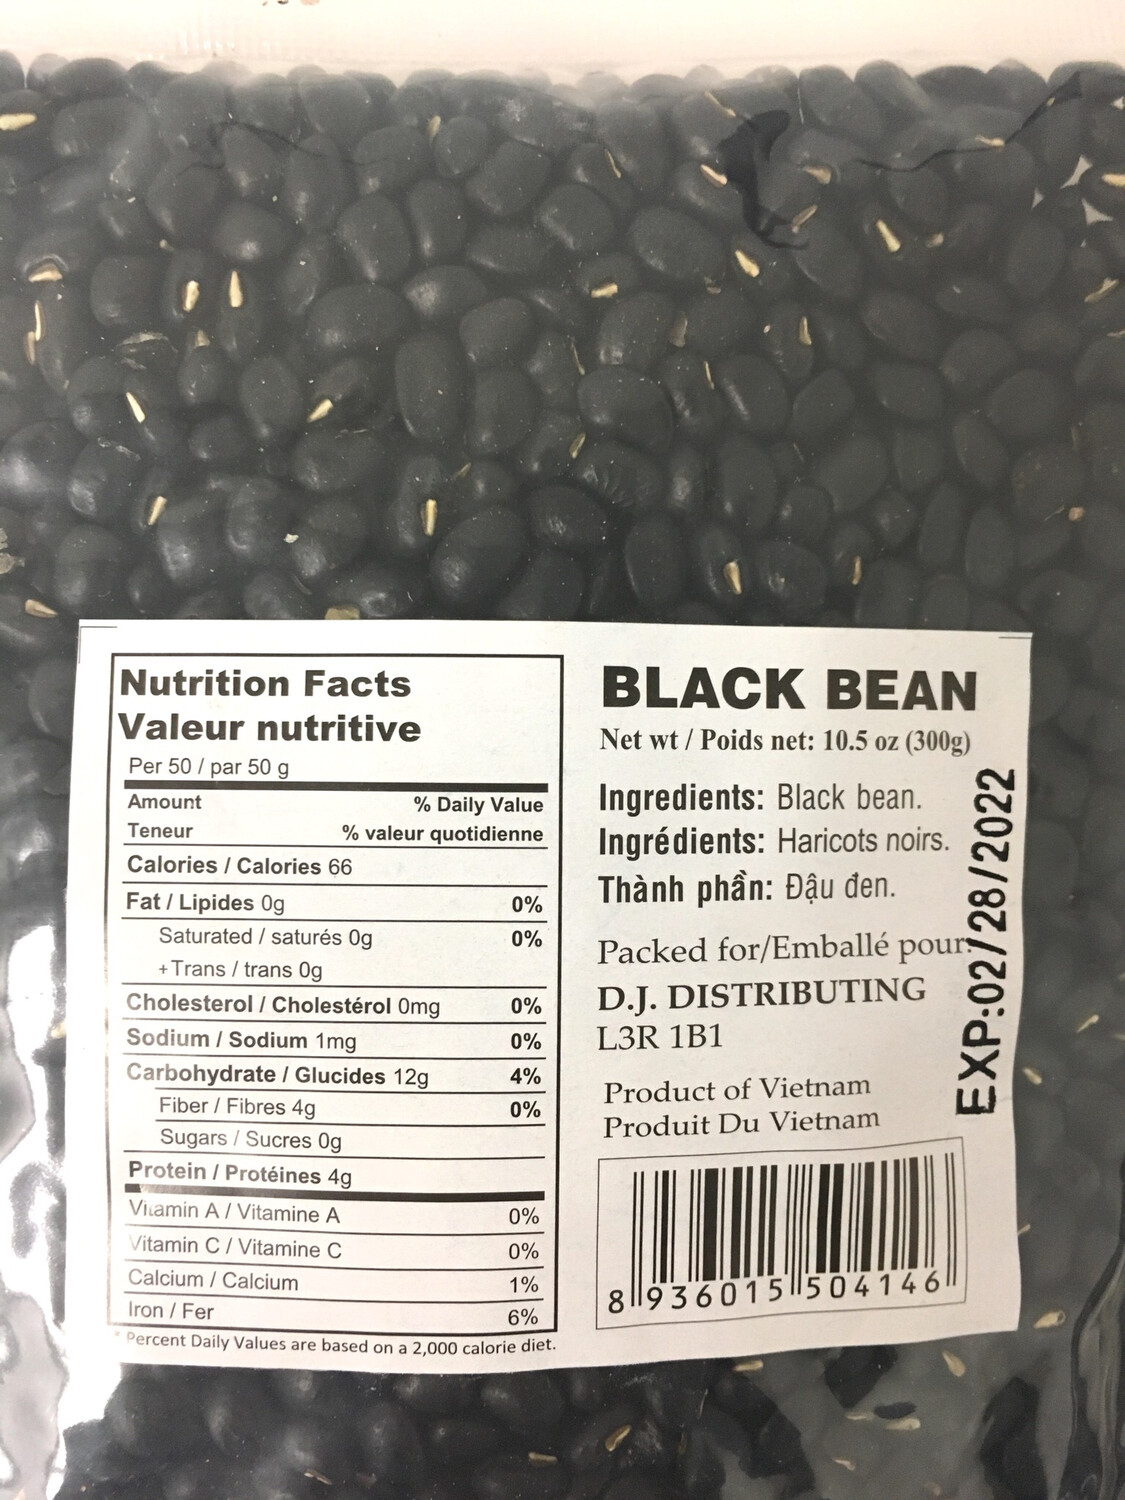 Nutrition Facts
Valeur nutritive
Per 50 / par 50 g
Amount % Daily Value
Teneur % valeur quotidienne
Calories / Calories 66
Fat / Lipides 0g 0%
Saturated / saturés 0g 0%
+Trans / trans 0g
Cholesterol / Cholestérol 0mg 0%
Sodium / Sodium 1mg 0%
Carbohydrate / Glucides 12g 4%
Fiber / Fibres 4g 0%
Sugars / Sucres 0g
Protein / Protéines 4g
Vitamin A / Vitamine A 0%
Vitamin C / Vitamine C 0%
Calcium / Calcium 1%
Iron / Fer 6%
* Percent Daily Values are based on a 2,000 calorie diet.
BLACK BEAN
Net wt / Poids net: 10.5 oz (300g)
Ingredients: Black bean.
Ingrédients: Haricots noirs.
Thành phần: Đậu đen.
Packed for/Emballé pour:
D.J. DISTRIBUTING
L3R 1B1
Product of Vietnam
Produit Du Vietnam
8 936015 504146
EXP:02/28/2022